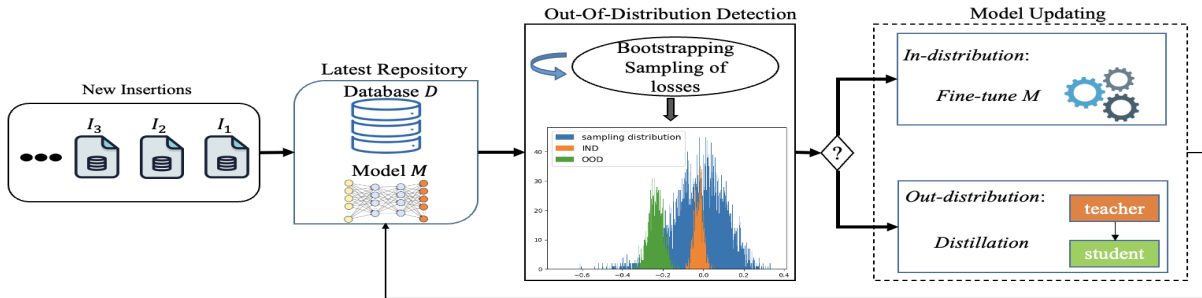 New Insertions
I3
I2
I1
Latest Repository
Database D
Model M
Out-Of-Distribution Detection
Bootstrapping
Sampling of
losses
sampling distribution
IND
OOD
40
30
20
10
0
−0.6
−0.4
−0.2
0.0
0.2
0.4
?
Model Updating
In-distribution:
Fine-tune M
Out-distribution:
teacher
Distillation
student